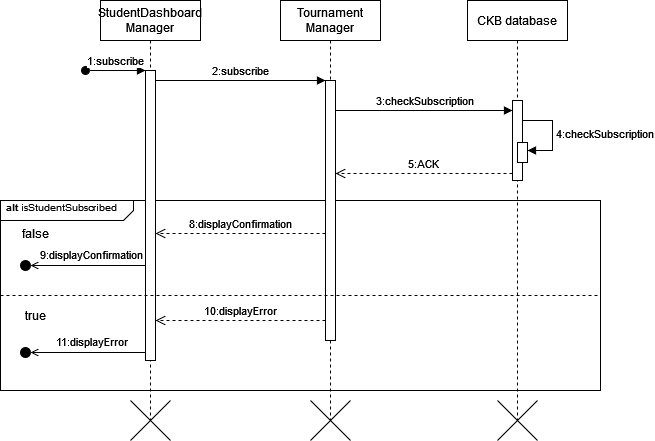 StudentDashboard
Manager
Tournament
Manager
CKB database
1:subscribe
2:subscribe
3:checkSubscription
4:checkSubscription
5:ACK
alt isStudentSubscribed
8:displayConfirmation
false
9:displayConfirmation
10:displayError
true
11:displayError